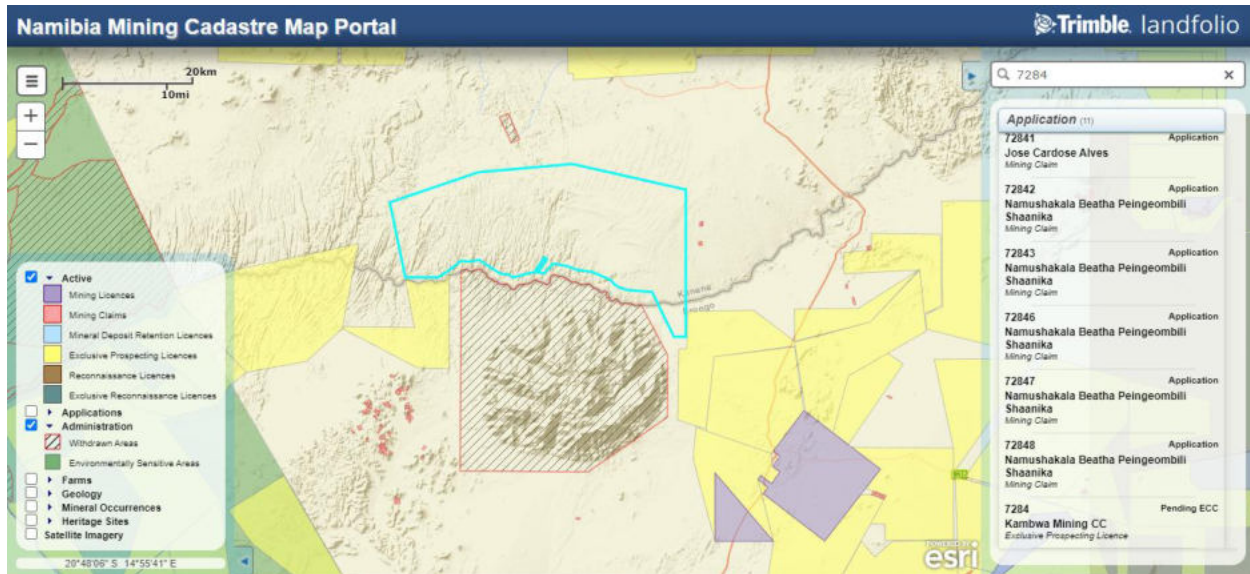 Namibia Mining Cadastre Map Portal
Trimble. landfolio
20km
10mi
7284
Application (11)
72841 Application
Jose Cardose Alves
Mining Claim
72842 Application
Namushakala Beatha Peingeombili
Shaanika
Mining Claim
72843 Application
Namushakala Beatha Peingeombili
Shaanika
Mining Claim
72846 Application
Namushakala Beatha Peingeombili
Shaanika
Mining Claim
72847 Application
Namushakala Beatha Peingeombili
Shaanika
Mining Claim
72848 Application
Namushakala Beatha Peingeombili
Shaanika
Mining Claim
7284 Pending ECC
Kambwa Mining CC
Exclusive Prospecting Licence
Kunene
Erongo
Active
Mining Licences
Mining Claims
Mineral Deposit Retention Licences
Exclusive Prospecting Licences
Reconnaissance Licences
Exclusive Reconnaissance Licences
Applications
Administration
Withdrawn Areas
Environmentally Sensitive Areas
Farms
Geology
Mineral Occurrences
Heritage Sites
Satellite Imagery
20°48'06" S 14°55'41" E
POWERED BY
esri